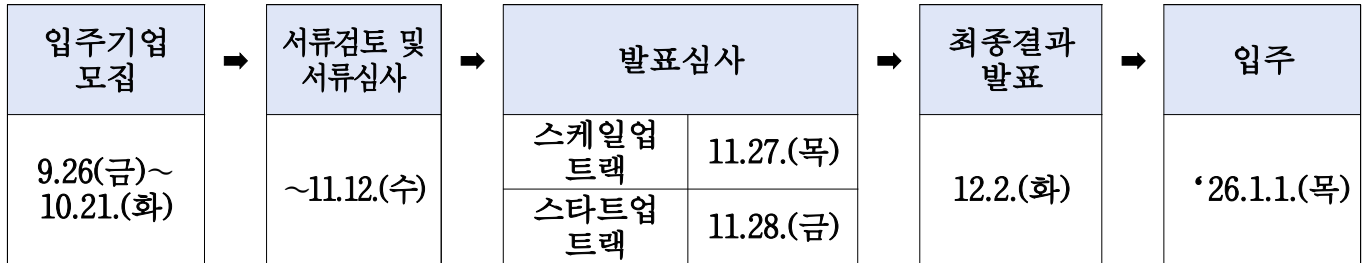 입주기업
모집
➡
서류검토 및
서류심사
➡
발표심사
➡
최종결과
발표
➡
입주
9.26(금)~
10.21.(화)
~11.12.(수)
스케일업
트랙
11.27.(목)
스타트업
트랙
11.28.(금)
12.2.(화)
‘26.1.1.(목)